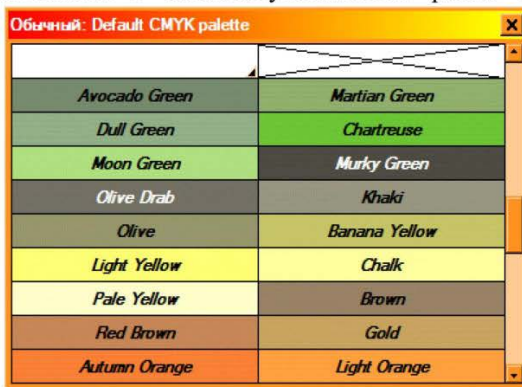 Обычный: Default CMYK palette
Avocado Green Martian Green
Dull Green Chartreuse
Moon Green Murky Green
Olive Drab Khaki
Olive Banana Yellow
Light Yellow Chalk
Pale Yellow Brown
Red Brown Gold
Autumn Orange Light Orange